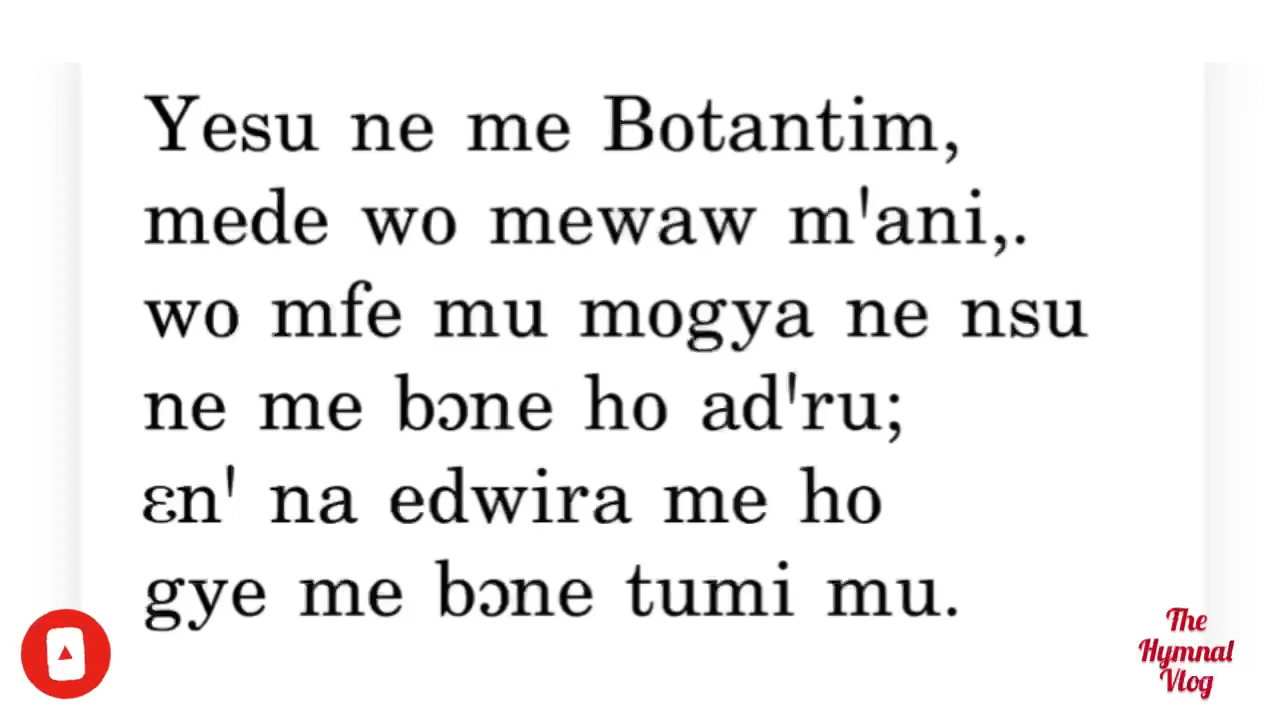 Yesu ne me Botantim,
mede wo mewaw m'ani,.
wo mfe mu mogya ne nsu
ne me bɔne ho ad'ru;
ɛn' na edwira me ho
gye me bɔne tumi mu.
The
Hymnal
Vlog